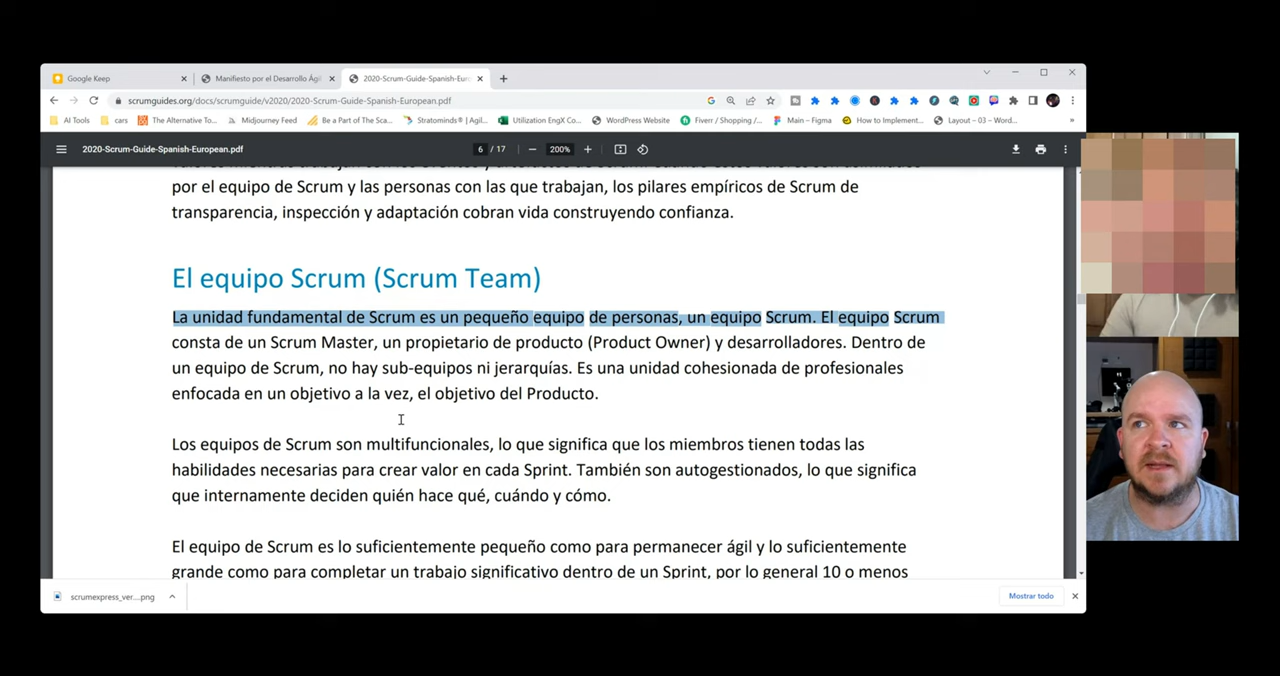 Google Keep
Manifiesto por el Desarrollo Ág
2020-Scrum-Guide-Spanish-Eur
scrumguides.org/docs/scrumguide/v2020/2020-Scrum-Guide-Spanish-European.pdf
AI Tools cars The Alternative To... Midjourney Feed Be a Part of The Sca... Stratominds® | Agil... Utilization EngX Co... WordPress Website Fiverr / Shopping /... Main – Figma How to Implement... Layout – 03 – Word...
2020-Scrum-Guide-Spanish-European.pdf 6 / 17 200%
por el equipo de Scrum y las personas con las que trabajan, los pilares empíricos de Scrum de
transparencia, inspección y adaptación cobran vida construyendo confianza.
El equipo Scrum (Scrum Team)
La unidad fundamental de Scrum es un pequeño equipo de personas, un equipo Scrum. El equipo Scrum
consta de un Scrum Master, un propietario de producto (Product Owner) y desarrolladores. Dentro de
un equipo de Scrum, no hay sub-equipos ni jerarquías. Es una unidad cohesionada de profesionales
enfocada en un objetivo a la vez, el objetivo del Producto.
Los equipos de Scrum son multifuncionales, lo que significa que los miembros tienen todas las
habilidades necesarias para crear valor en cada Sprint. También son autogestionados, lo que significa
que internamente deciden quién hace qué, cuándo y cómo.
El equipo de Scrum es lo suficientemente pequeño como para permanecer ágil y lo suficientemente
grande como para completar un trabajo significativo dentro de un Sprint, por lo general 10 o menos
scrumexpress_ver....png
Mostrar todo